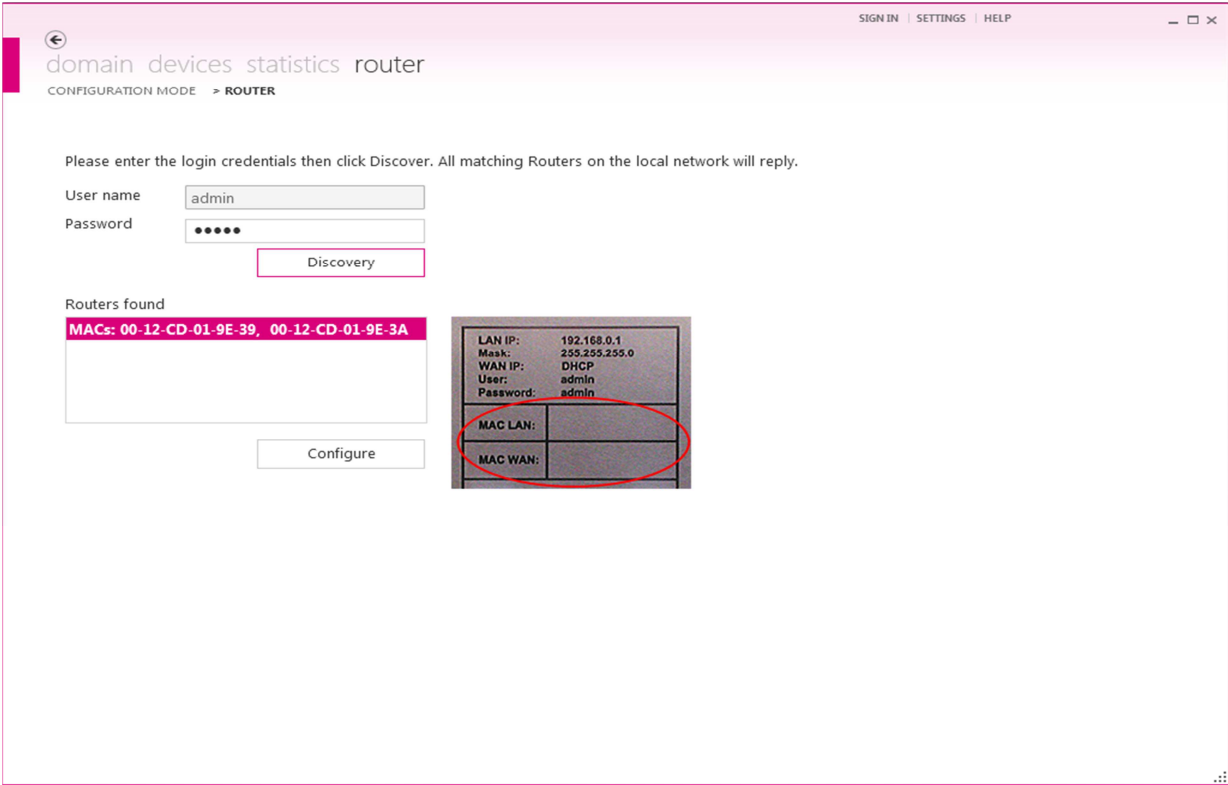 SIGN IN | SETTINGS | HELP
domain devices statistics router
CONFIGURATION MODE > ROUTER
Please enter the login credentials then click Discover. All matching Routers on the local network will reply.
User name admin
Password •••••
Discovery
Routers found
MACs: 00-12-CD-01-9E-39, 00-12-CD-01-9E-3A
Configure
LAN IP: 192.168.0.1
Mask: 255.255.255.0
WAN IP: DHCP
User: admin
Password: admin
MAC LAN:
MAC WAN: